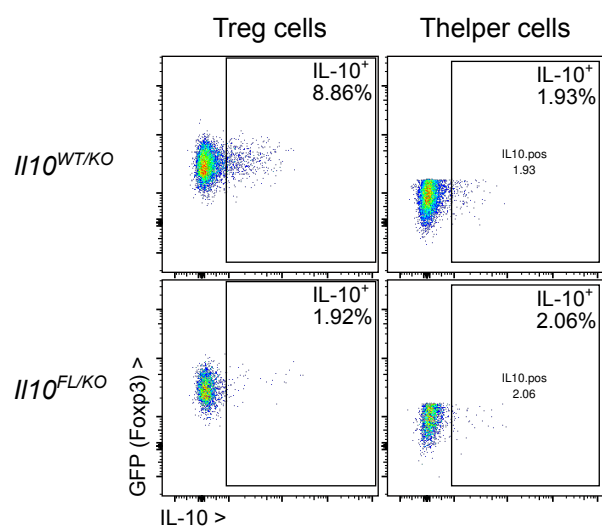 Treg cells
Thelper cells
Il10WT/KO
IL-10+
8.86%
IL-10+
1.93%
IL10.pos
1.93
Il10FL/KO
IL-10+
1.92%
IL-10+
2.06%
IL10.pos
2.06
GFP (Foxp3) >
IL-10 >